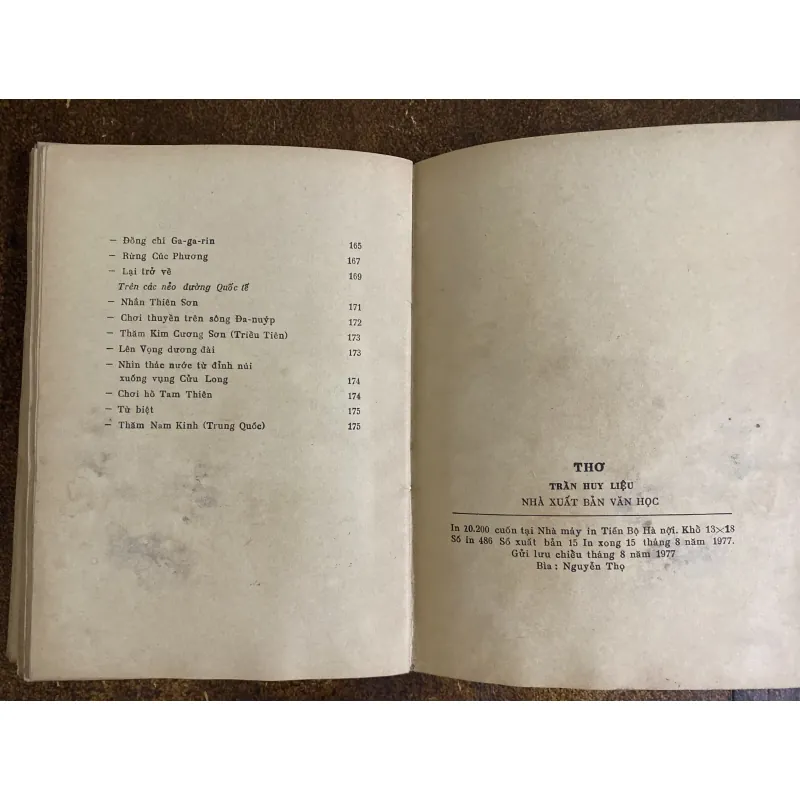 — Đồng chí Ga-ga-rin 165
— Rừng Cúc Phương 167
— Lại trở về 169
Trên các nẻo đường Quốc tế
— Nhắn Thiên Sơn 171
— Chơi thuyền trên sông Đa-nuýp 172
— Thăm Kim Cương Sơn (Triều Tiên) 173
— Lên Vọng dương đài 173
— Nhìn thác nước từ đỉnh núi
xuống vụng Cửu Long 174
— Chơi hồ Tam Thiên 174
— Từ biệt 175
— Thăm Nam Kinh (Trung Quốc) 175
THƠ
TRẦN HUY LIỆU
NHÀ XUẤT BẢN VĂN HỌC
In 20.200 cuốn tại Nhà máy in Tiến Bộ Hà nội. Khổ 13×18
Số in 486 Số xuất bản 15 In xong 15 tháng 8 năm 1977.
Gửi lưu chiểu tháng 8 năm 1977
Bìa : Nguyễn Thọ